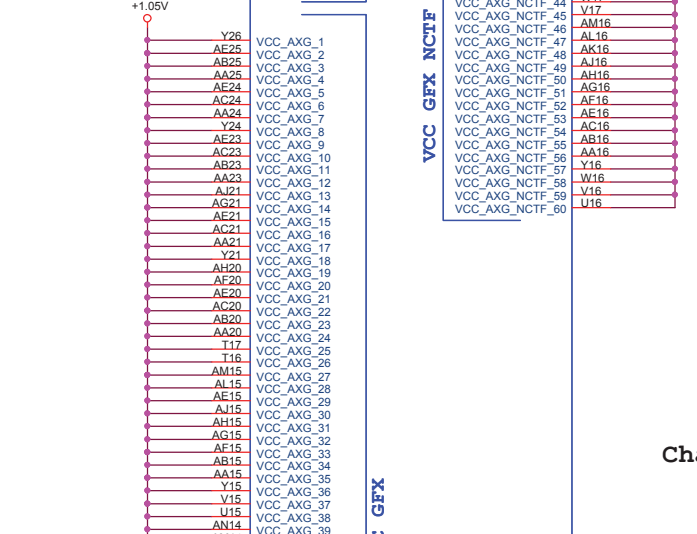 +1.05V
Y26 VCC_AXG_1
AE25 VCC_AXG_2
AB25 VCC_AXG_3
AA25 VCC_AXG_4
AE24 VCC_AXG_5
AC24 VCC_AXG_6
AA24 VCC_AXG_7
Y24 VCC_AXG_8
AE23 VCC_AXG_9
AC23 VCC_AXG_10
AB23 VCC_AXG_11
AA23 VCC_AXG_12
AJ21 VCC_AXG_13
AG21 VCC_AXG_14
AE21 VCC_AXG_15
AC21 VCC_AXG_16
AA21 VCC_AXG_17
Y21 VCC_AXG_18
AH20 VCC_AXG_19
AF20 VCC_AXG_20
AE20 VCC_AXG_21
AC20 VCC_AXG_22
AB20 VCC_AXG_23
AA20 VCC_AXG_24
T17 VCC_AXG_25
T16 VCC_AXG_26
AM15 VCC_AXG_27
AL15 VCC_AXG_28
AE15 VCC_AXG_29
AJ15 VCC_AXG_30
AH15 VCC_AXG_31
AG15 VCC_AXG_32
AF15 VCC_AXG_33
AB15 VCC_AXG_34
AA15 VCC_AXG_35
Y15 VCC_AXG_36
V15 VCC_AXG_37
U15 VCC_AXG_38
AN14 VCC_AXG_39
GFX
VCC GFX NCTF
VCC_AXG_NCTF_44
VCC_AXG_NCTF_45 V17
VCC_AXG_NCTF_46 AM16
VCC_AXG_NCTF_47 AL16
VCC_AXG_NCTF_48 AK16
VCC_AXG_NCTF_49 AJ16
VCC_AXG_NCTF_50 AH16
VCC_AXG_NCTF_51 AG16
VCC_AXG_NCTF_52 AF16
VCC_AXG_NCTF_53 AE16
VCC_AXG_NCTF_54 AC16
VCC_AXG_NCTF_55 AB16
VCC_AXG_NCTF_56 AA16
VCC_AXG_NCTF_57 Y16
VCC_AXG_NCTF_58 W16
VCC_AXG_NCTF_59 V16
VCC_AXG_NCTF_60 U16